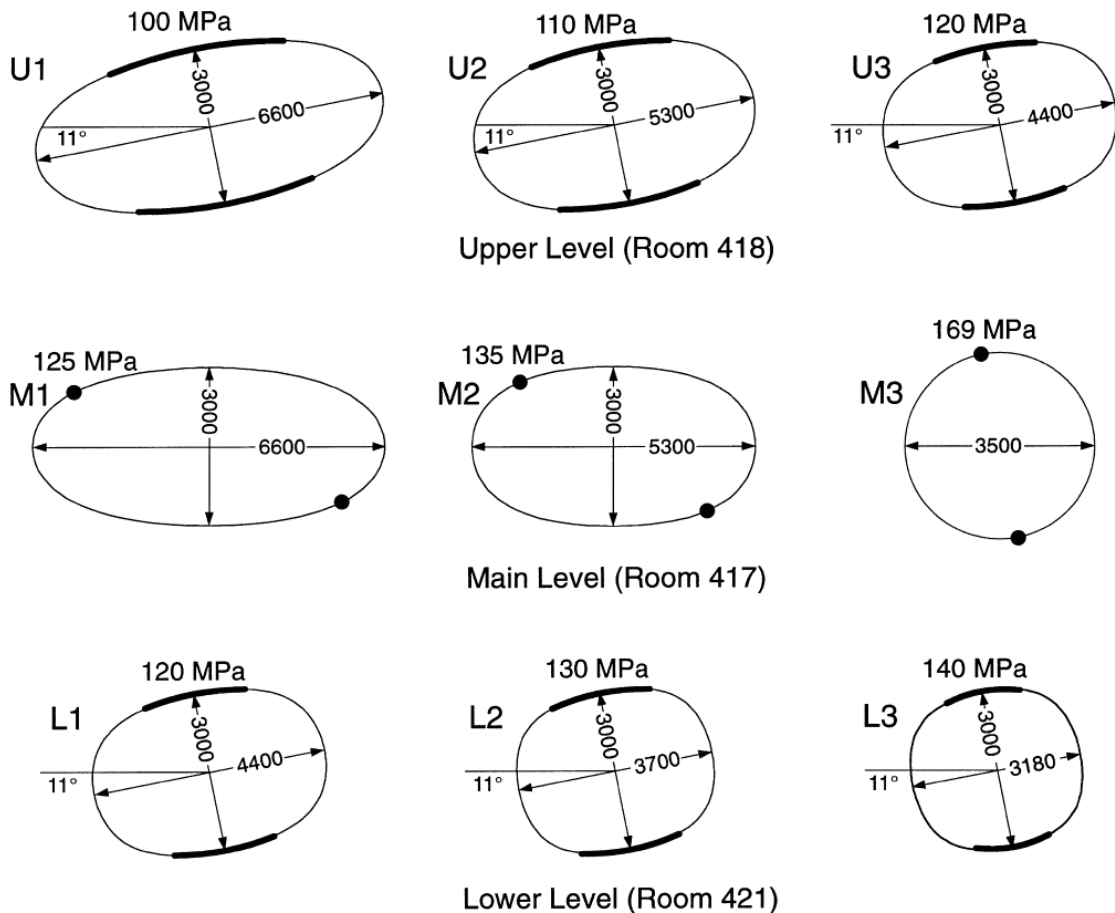 100 MPa
U1
3000
6600
11°
110 MPa
U2
3000
5300
11°
120 MPa
U3
3000
4400
11°
Upper Level (Room 418)
125 MPa
M1
3000
6600
135 MPa
M2
3000
5300
169 MPa
M3
3500
Main Level (Room 417)
120 MPa
L1
3000
4400
11°
130 MPa
L2
3000
3700
11°
140 MPa
L3
3000
3180
11°
Lower Level (Room 421)